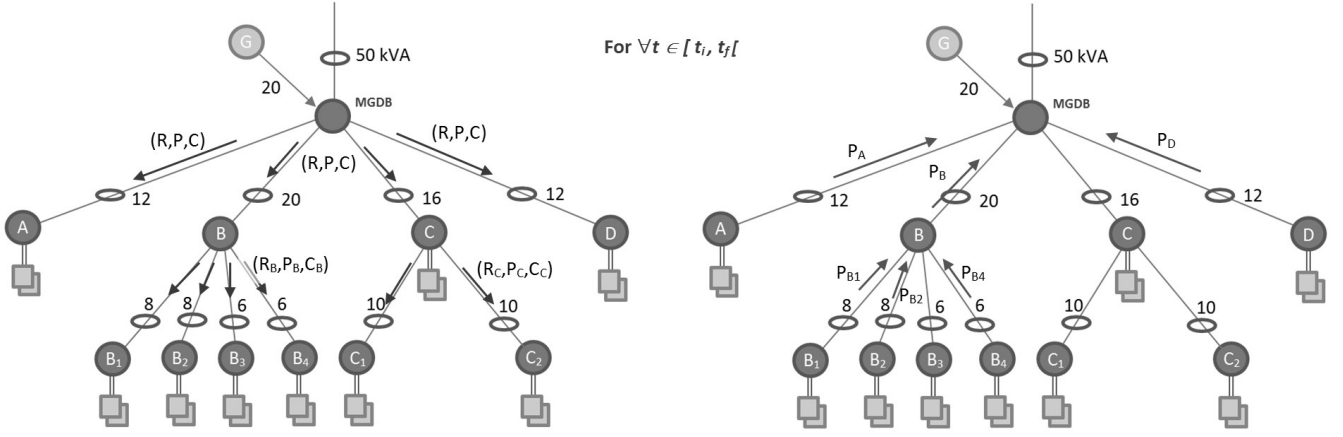 For ∀t ∈ [ tᵢ, t_f[
G
50 kVA
20
MGDB
(R,P,C)
(R,P,C)
(R,P,C)
12
20
16
12
A
B
C
D
(R_B,P_B,C_B)
(R_C,P_C,C_C)
8
8
6
6
10
10
B₁
B₂
B₃
B₄
C₁
C₂
G
50 kVA
20
MGDB
P_A
P_B
P_D
12
20
16
12
A
B
C
D
P_B1
P_B2
P_B4
8
8
6
6
10
10
B₁
B₂
B₃
B₄
C₁
C₂